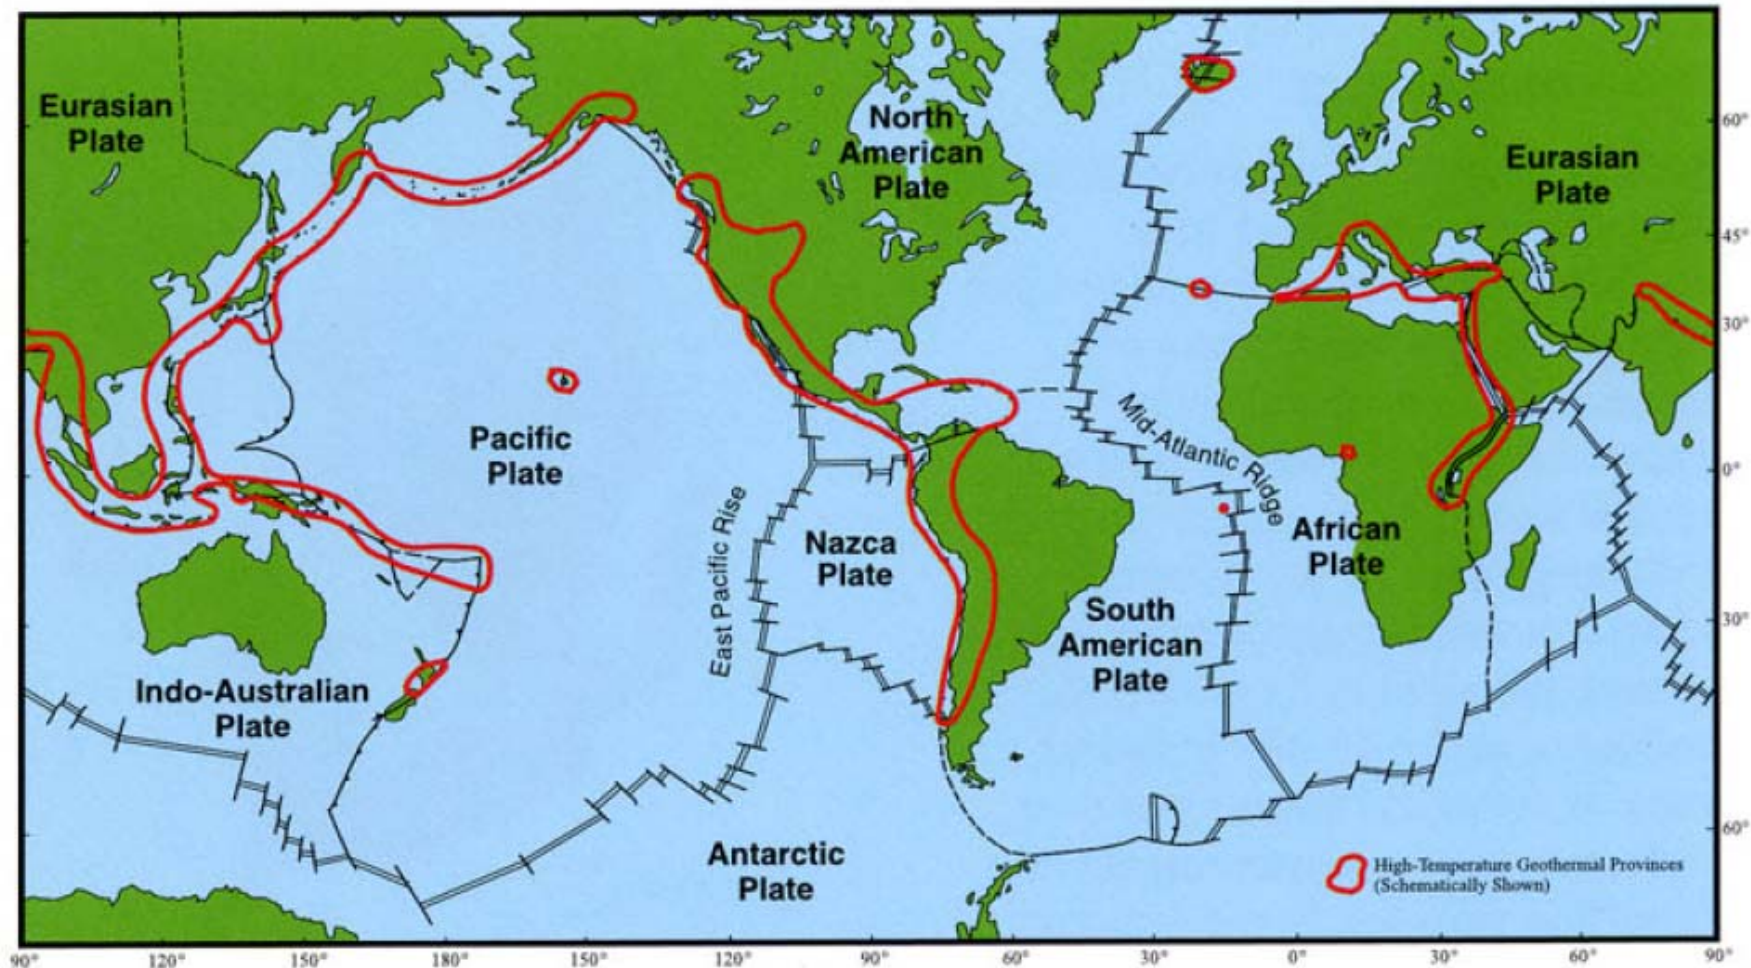 Eurasian
Plate
North
American
Plate
Eurasian
Plate
60°
45°
30°
Pacific
Plate
Mid-Atlantic Ridge
0°
East Pacific Rise
Nazca
Plate
African
Plate
South
American
Plate
30°
Indo-Australian
Plate
60°
Antarctic
Plate
High-Temperature Geothermal Provinces
(Schematically Shown)
90° 120° 150° 180° 150° 120° 90° 60° 30° 0° 30° 60° 90°